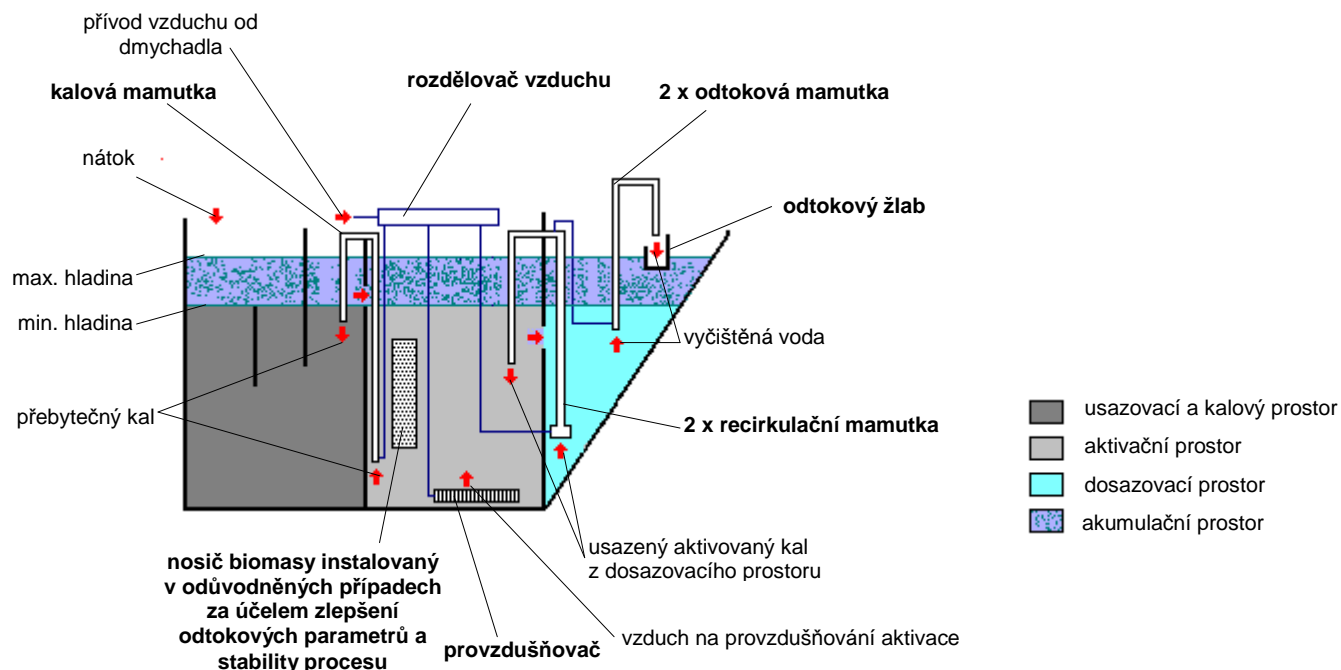 přívod vzduchu od
dmychadla
rozdělovač vzduchu
kalová mamutka
2 x odtoková mamutka
nátok
odtokový žlab
max. hladina
min. hladina
vyčištěná voda
přebytečný kal
2 x recirkulační mamutka
usazovací a kalový prostor
aktivační prostor
dosazovací prostor
akumulační prostor
usazený aktivovaný kal
z dosazovacího prostoru
nosič biomasy instalovaný
v odůvodněných případech
za účelem zlepšení
odtokových parametrů a
stability procesu
provzdušňovač
vzduch na provzdušňování aktivace